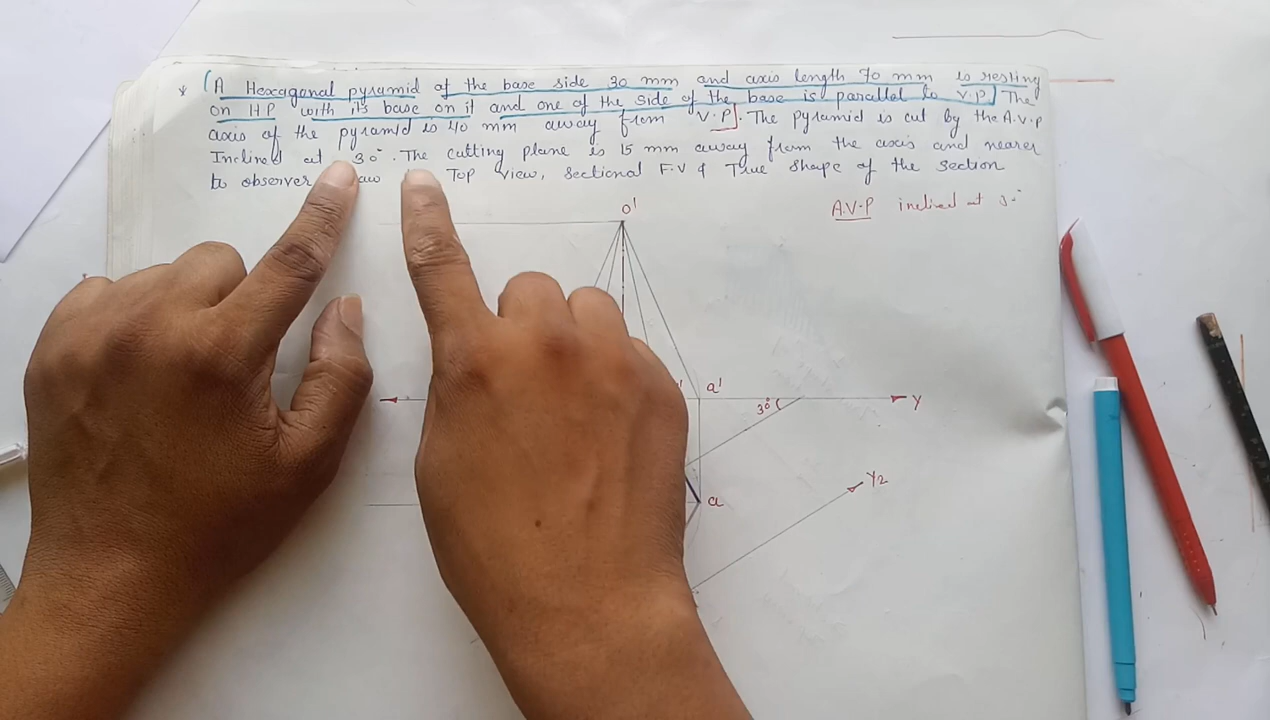 * (A Hexagonal pyramid of the base side 30 mm and axis length 70 mm is resting
on HP with its base on it and one of the side of the base is parallel to V.P] The
axis of the pyramid is 40 mm away from V.P]. The pyramid is cut by the A.V.P
Inclined at 30°. The cutting plane is 15 mm away from the axis and nearer
to observer Top view, Sectional F.V & True shape of the section
A.V.P inclined at
o'
a'
30°
Y
Y2
a